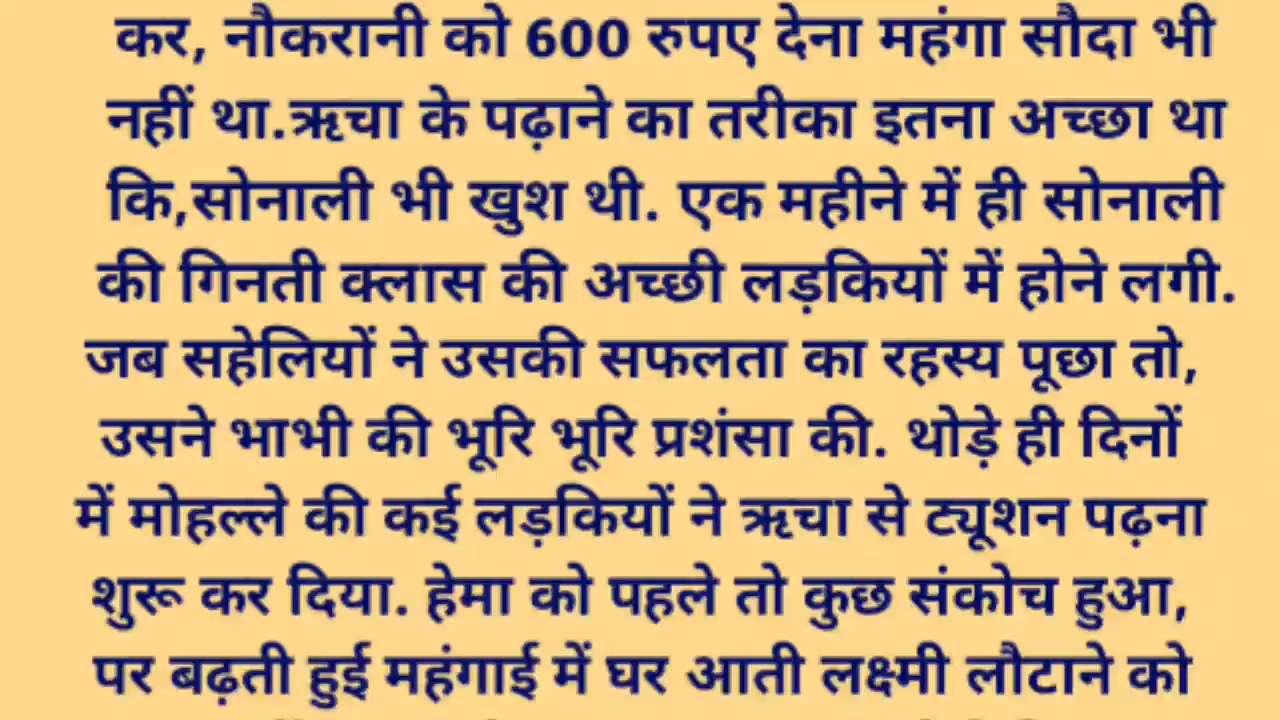 कर, नौकरानी को 600 रुपए देना महंगा सौदा भी
नहीं था.ऋचा के पढ़ाने का तरीका इतना अच्छा था
कि,सोनाली भी खुश थी. एक महीने में ही सोनाली
की गिनती क्लास की अच्छी लड़कियों में होने लगी.
जब सहेलियों ने उसकी सफलता का रहस्य पूछा तो,
उसने भाभी की भूरि भूरि प्रशंसा की. थोड़े ही दिनों
में मोहल्ले की कई लड़कियों ने ऋचा से ट्यूशन पढ़ना
शुरू कर दिया. हेमा को पहले तो कुछ संकोच हुआ,
पर बढ़ती हुई महंगाई में घर आती लक्ष्मी लौटाने को